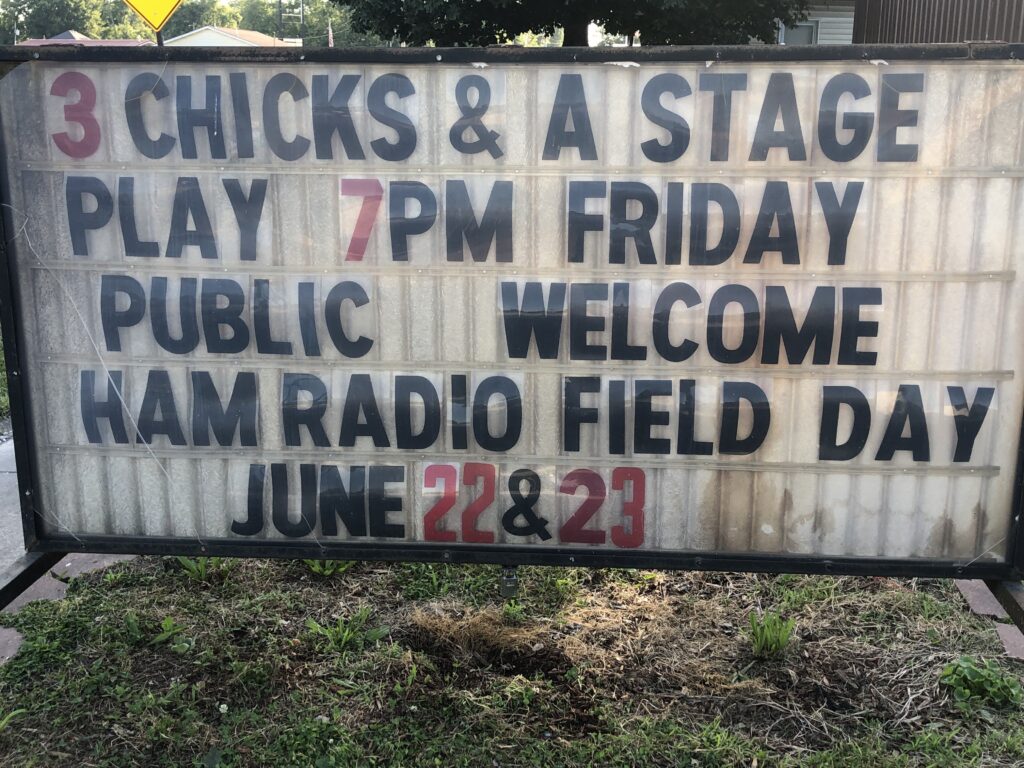 3 CHICKS & A STAGE
PLAY 7PM FRIDAY
PUBLIC WELCOME
HAM RADIO FIELD DAY
JUNE 22 & 23